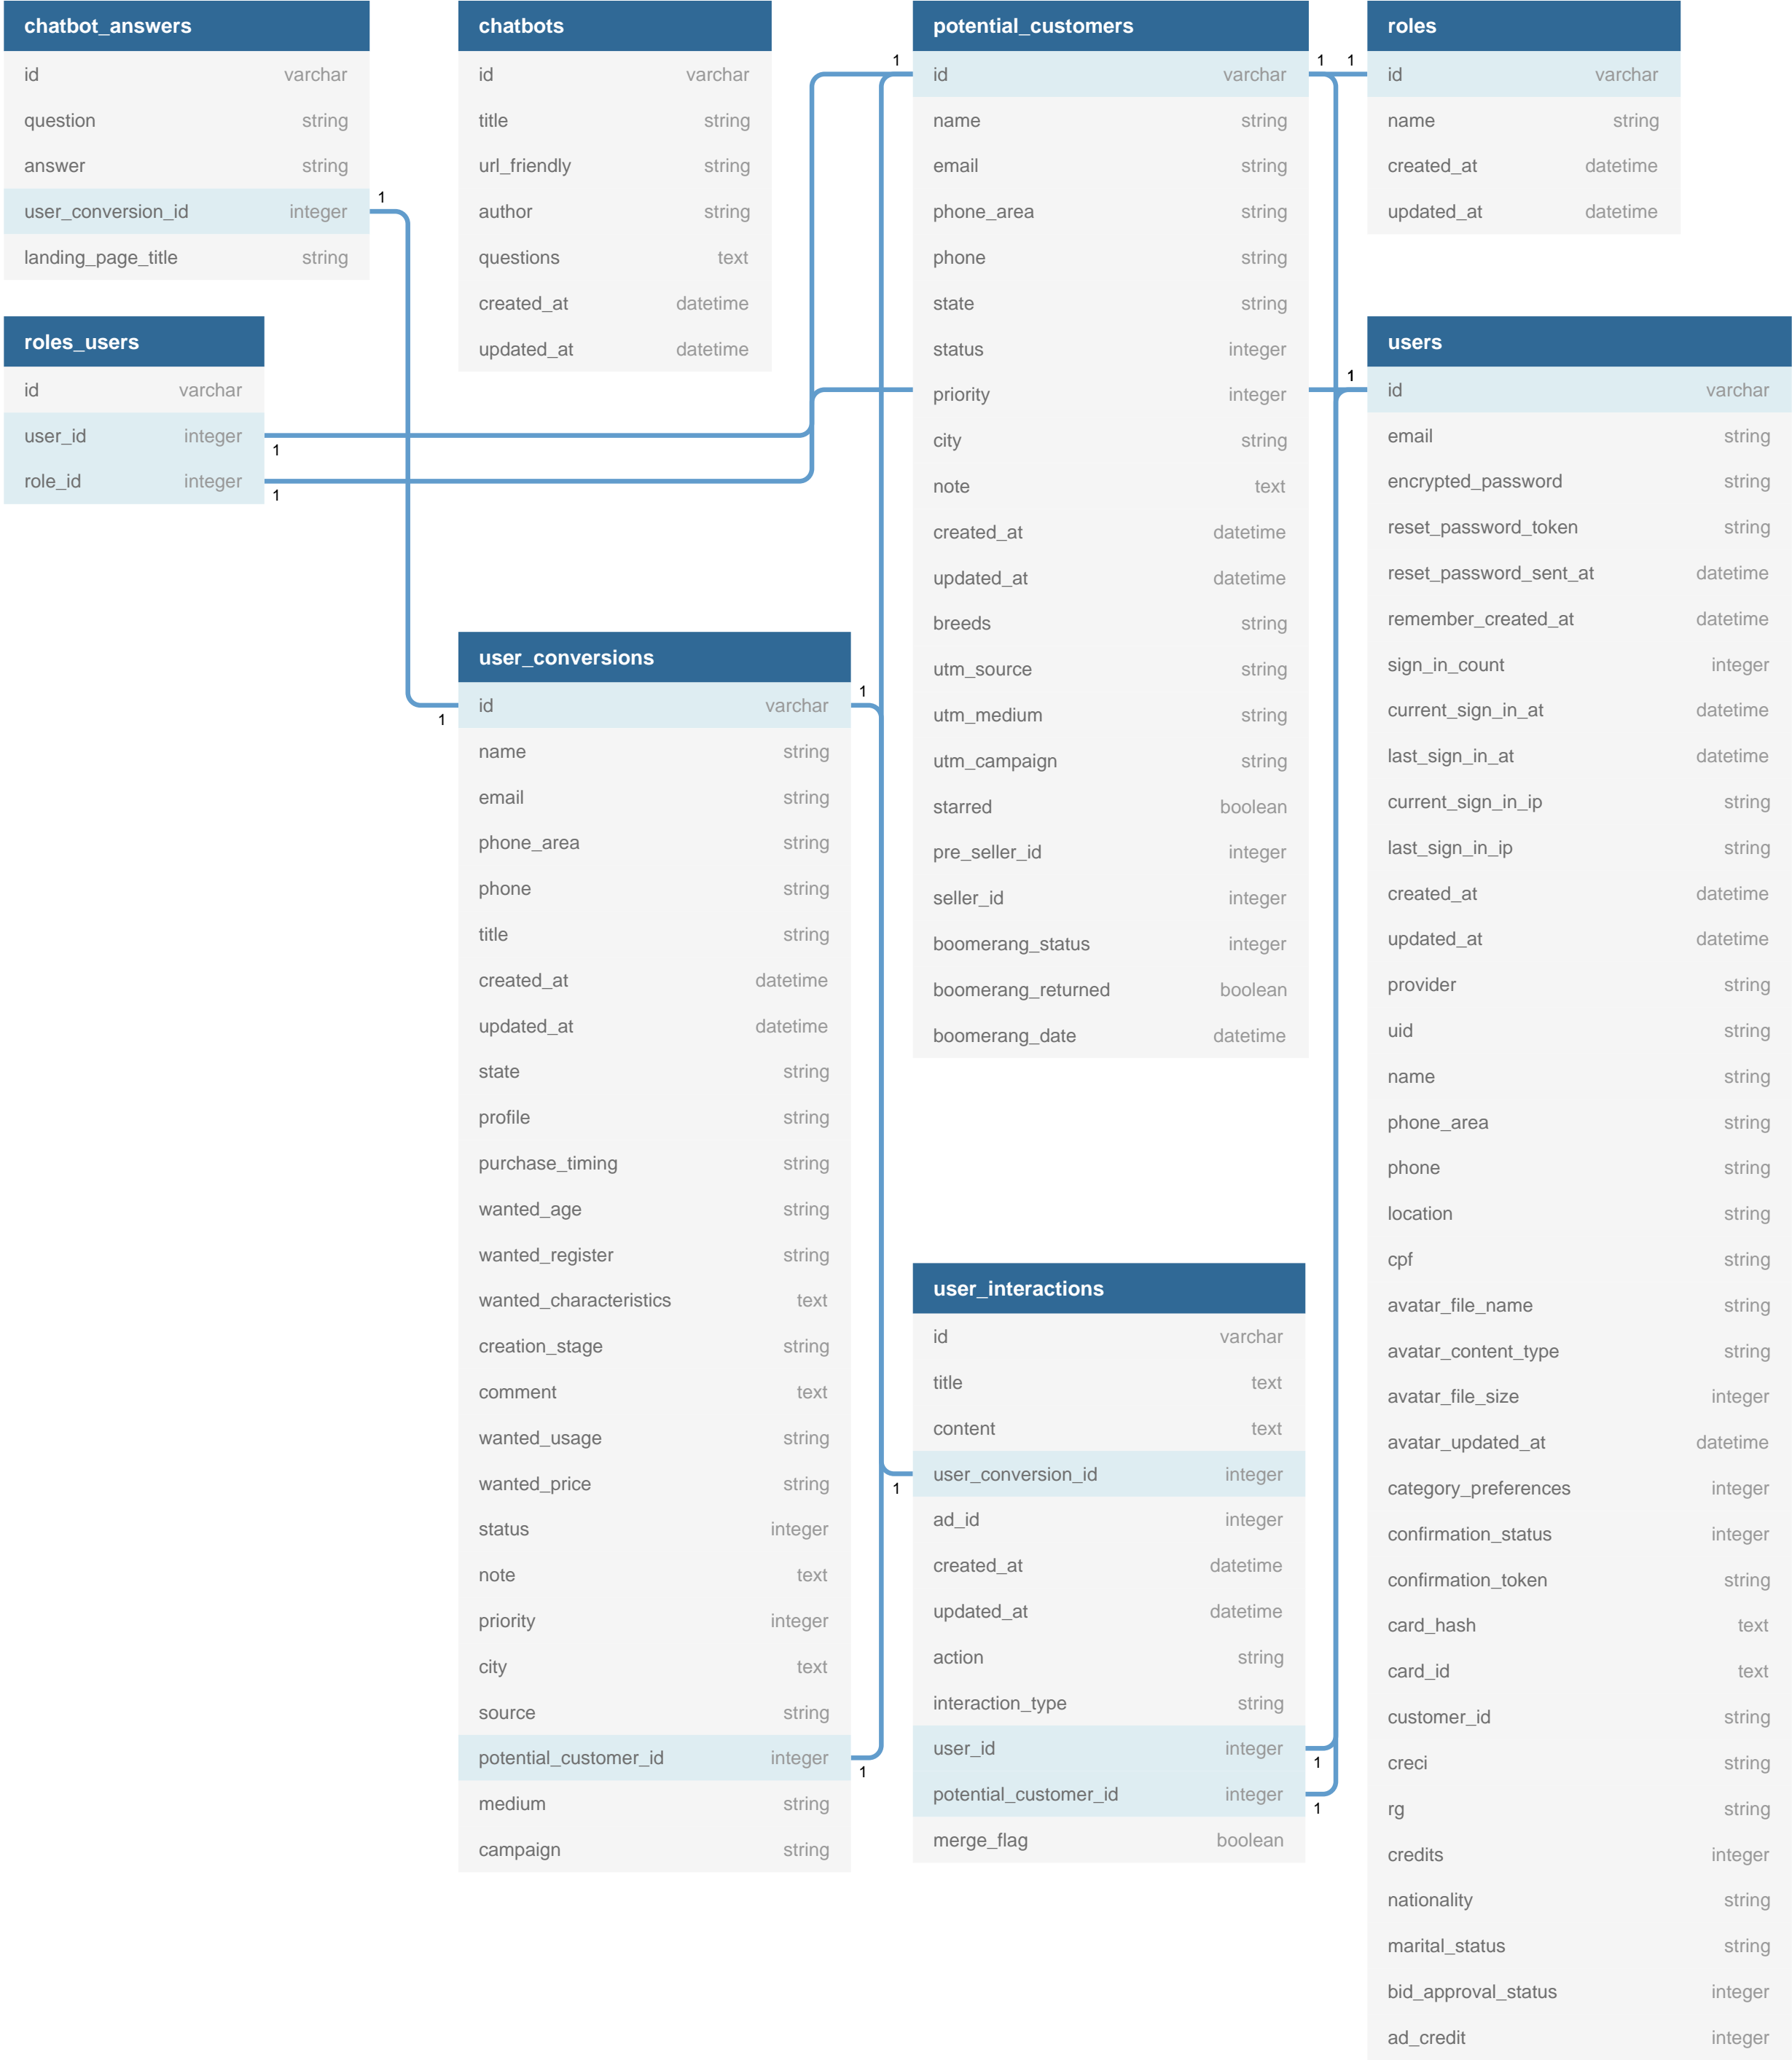 chatbot_answers
id varchar
question string
answer string
user_conversion_id integer
landing_page_title string
1
roles_users
id varchar
user_id integer
role_id integer
1
1
chatbots
id varchar
title string
url_friendly string
author string
questions text
created_at datetime
updated_at datetime
user_conversions
id varchar
name string
email string
phone_area string
phone string
title string
created_at datetime
updated_at datetime
state string
profile string
purchase_timing string
wanted_age string
wanted_register string
wanted_characteristics text
creation_stage string
comment text
wanted_usage string
wanted_price string
status integer
note text
priority integer
city text
source string
potential_customer_id integer
medium string
campaign string
1
1
1
potential_customers
id varchar
name string
email string
phone_area string
phone string
state string
status integer
priority integer
city string
note text
created_at datetime
updated_at datetime
breeds string
utm_source string
utm_medium string
utm_campaign string
starred boolean
pre_seller_id integer
seller_id integer
boomerang_status integer
boomerang_returned boolean
boomerang_date datetime
1
1
user_interactions
id varchar
title text
content text
user_conversion_id integer
ad_id integer
created_at datetime
updated_at datetime
action string
interaction_type string
user_id integer
potential_customer_id integer
merge_flag boolean
1
1
1
roles
id varchar
name string
created_at datetime
updated_at datetime
1
users
id varchar
email string
encrypted_password string
reset_password_token string
reset_password_sent_at datetime
remember_created_at datetime
sign_in_count integer
current_sign_in_at datetime
last_sign_in_at datetime
current_sign_in_ip string
last_sign_in_ip string
created_at datetime
updated_at datetime
provider string
uid string
name string
phone_area string
phone string
location string
cpf string
avatar_file_name string
avatar_content_type string
avatar_file_size integer
avatar_updated_at datetime
category_preferences integer
confirmation_status integer
confirmation_token string
card_hash text
card_id text
customer_id string
creci string
rg string
credits integer
nationality string
marital_status string
bid_approval_status integer
ad_credit integer
1